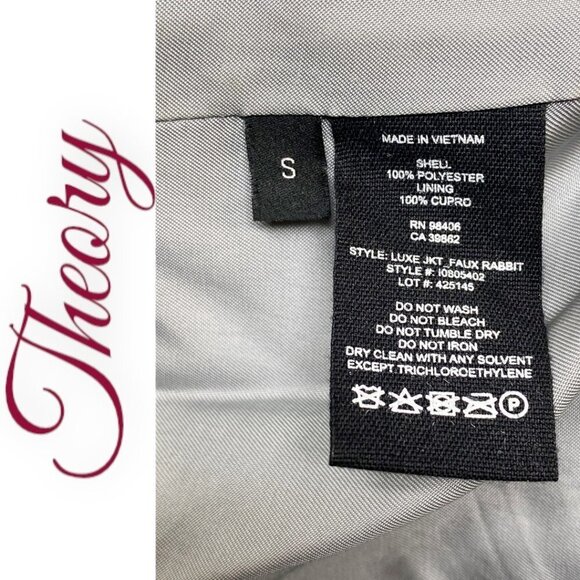 Theory
S
MADE IN VIETNAM
SHELL
100% POLYESTER
LINING
100% CUPRO
RN 98406
CA 39862
STYLE: LUXE JKT_FAUX RABBIT
STYLE #: I0805402
LOT #: 425145
DO NOT WASH
DO NOT BLEACH
DO NOT TUMBLE DRY
DO NOT IRON
DRY CLEAN WITH ANY SOLVENT
EXCEPT TRICHLOROETHYLENE
P